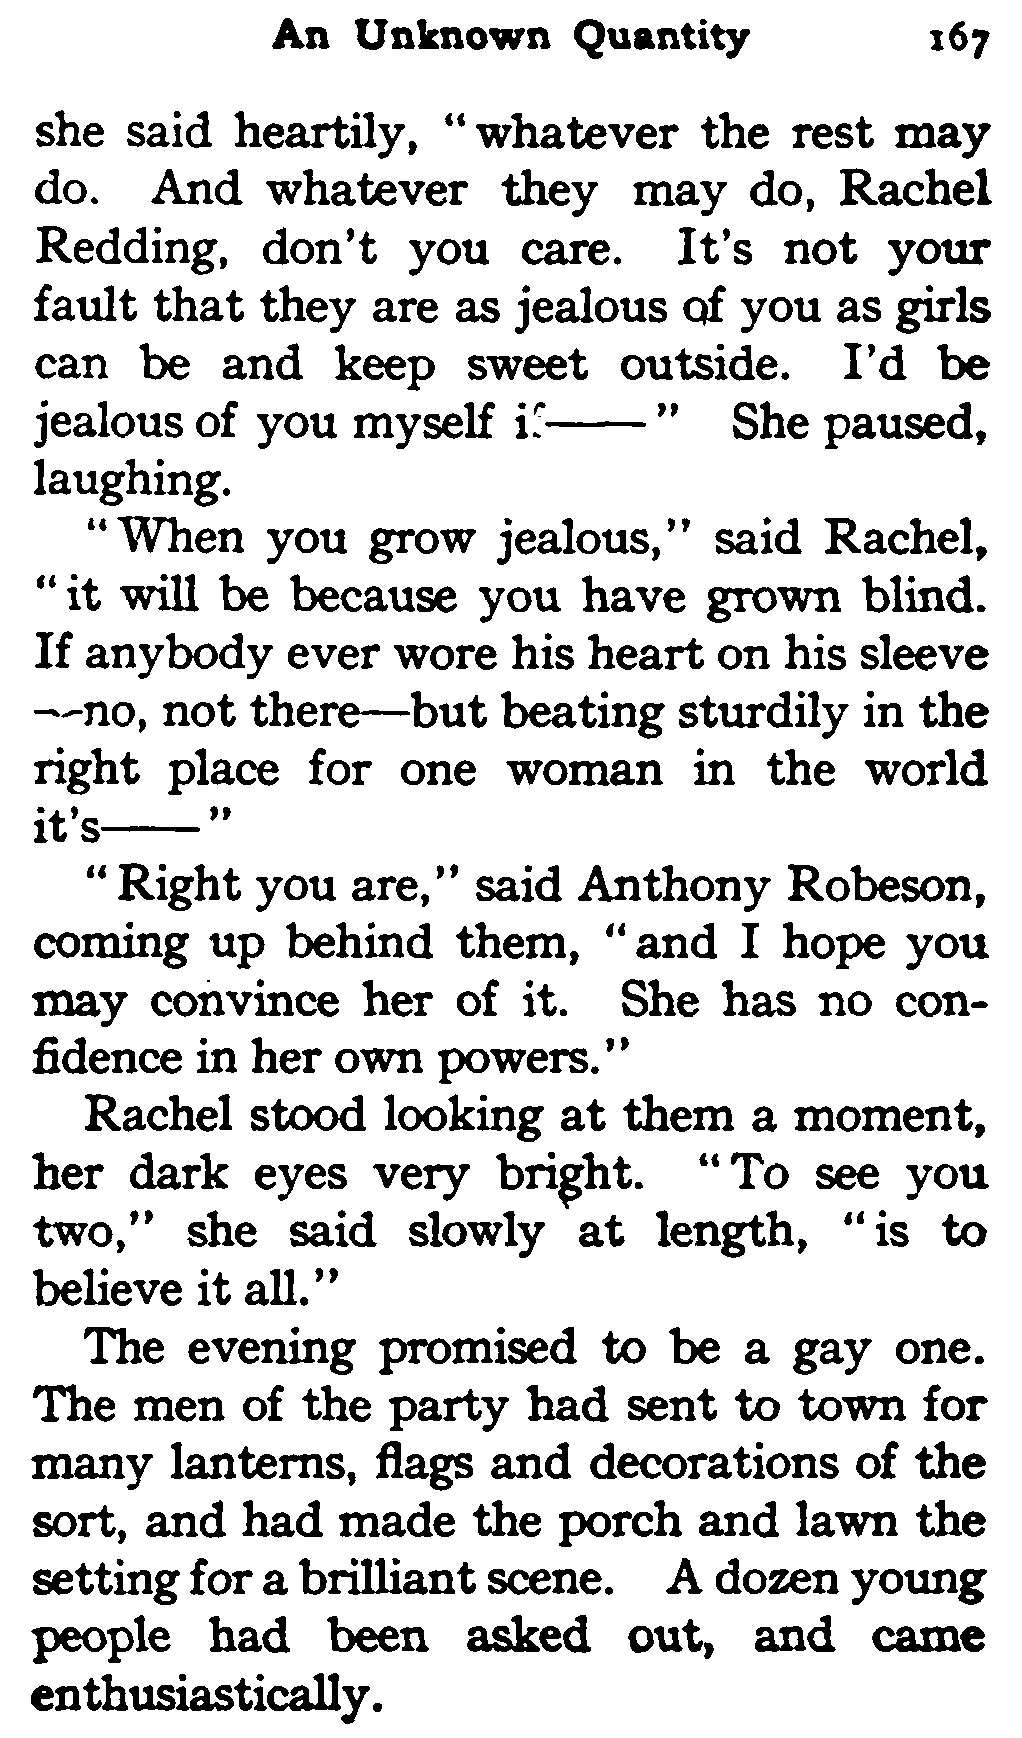 An Unknown Quantity 167
she said heartily, "whatever the rest may
do. And whatever they may do, Rachel
Redding, don't you care. It's not your
fault that they are as jealous of you as girls
can be and keep sweet outside. I'd be
jealous of you myself if——" She paused,
laughing.
"When you grow jealous," said Rachel,
"it will be because you have grown blind.
If anybody ever wore his heart on his sleeve
—no, not there—but beating sturdily in the
right place for one woman in the world
it's——"
"Right you are," said Anthony Robeson,
coming up behind them, "and I hope you
may convince her of it. She has no con-
fidence in her own powers."
Rachel stood looking at them a moment,
her dark eyes very bright. "To see you
two," she said slowly at length, "is to
believe it all."
The evening promised to be a gay one.
The men of the party had sent to town for
many lanterns, flags and decorations of the
sort, and had made the porch and lawn the
setting for a brilliant scene. A dozen young
people had been asked out, and came
enthusiastically.